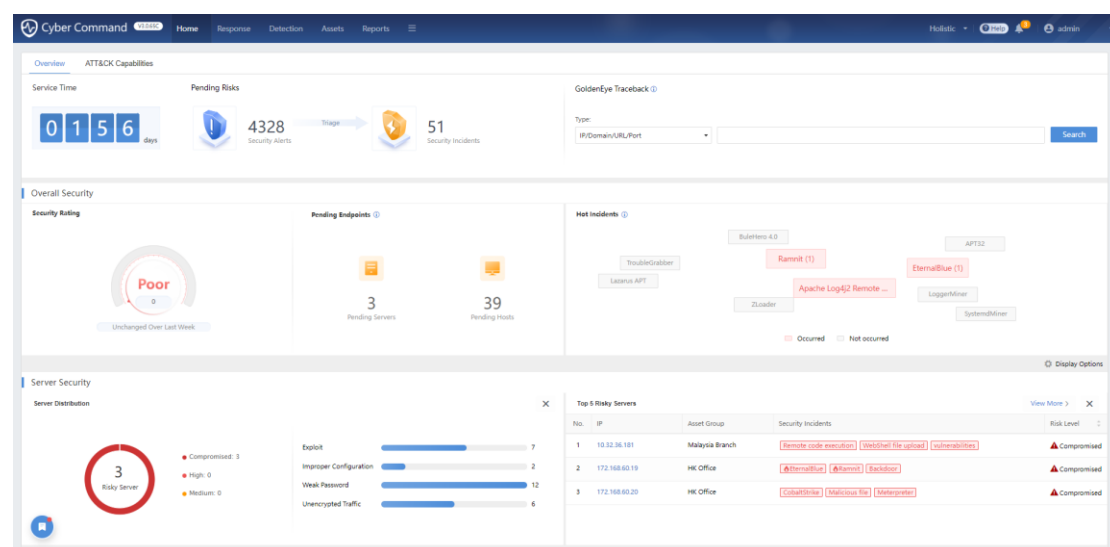 Cyber Command
Home Response Detection Assets Reports
Holistic Help admin
Overview ATT&CK Capabilities
Service Time
0 1 5 6 days
Pending Risks
4328
Security Alerts
Triage
51
Security Incidents
GoldenEye Traceback
Type:
IP/Domain/URL/Port
Search
Overall Security
Security Rating
Poor
0
Unchanged Over Last Week
Pending Endpoints
3
Pending Servers
39
Pending Hosts
Hot Incidents
BuleHero 4.0
APT32
TroubleGrabber
Ramnit (1)
EternalBlue (1)
Lazarus APT
Apache Log4j2 Remote ...
LoggerMiner
ZLoader
SystemdMiner
Occurred Not occurred
Display Options
Server Security
Server Distribution
3
Risky Server
Compromised: 3
High: 0
Medium: 0
Exploit 7
Improper Configuration 2
Weak Password 12
Unencrypted Traffic 6
Top 5 Risky Servers
View More >
No. IP Asset Group Security Incidents Risk Level
1 10.32.36.181 Malaysia Branch Remote code execution WebShell file upload vulnerabilities Compromised
2 172.168.60.19 HK Office EternalBlue Ramnit Backdoor Compromised
3 172.168.60.20 HK Office CobaltStrike Malicious file Meterpreter Compromised